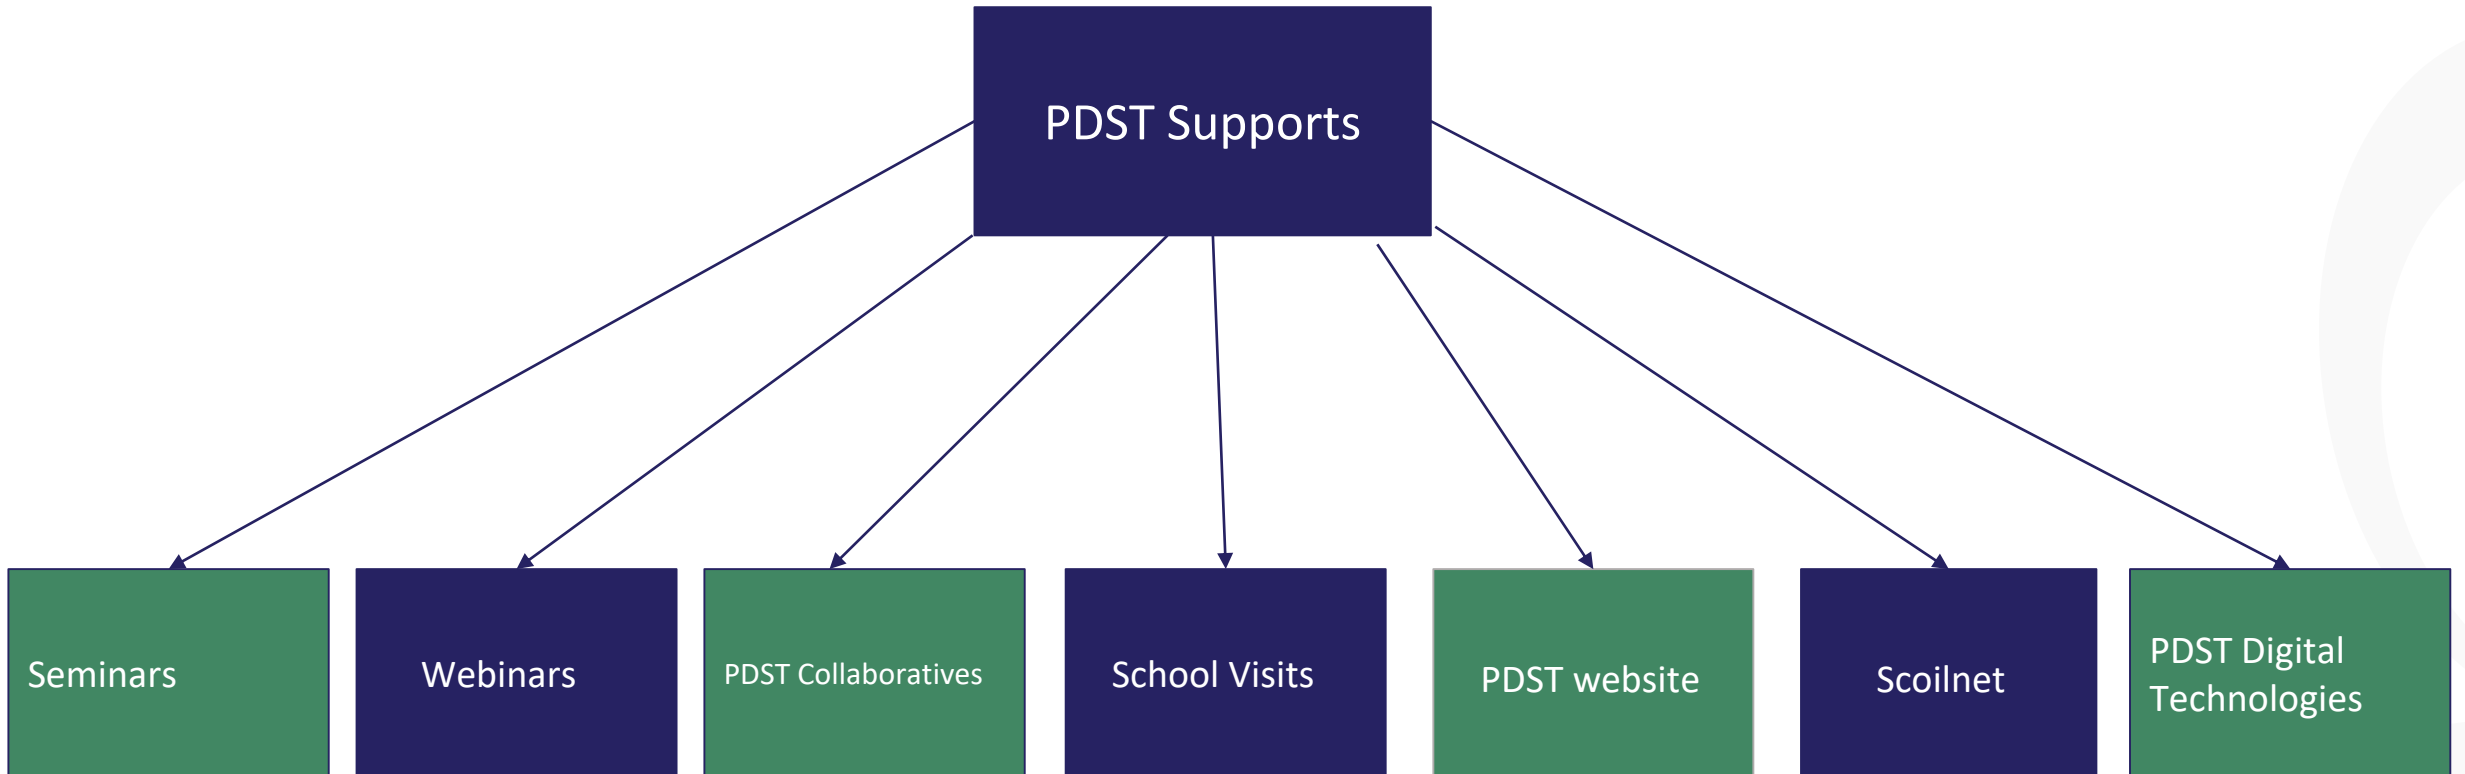 PDST Supports
Seminars
Webinars
PDST Collaboratives
School Visits
PDST website
Scoilnet
PDST Digital
Technologies